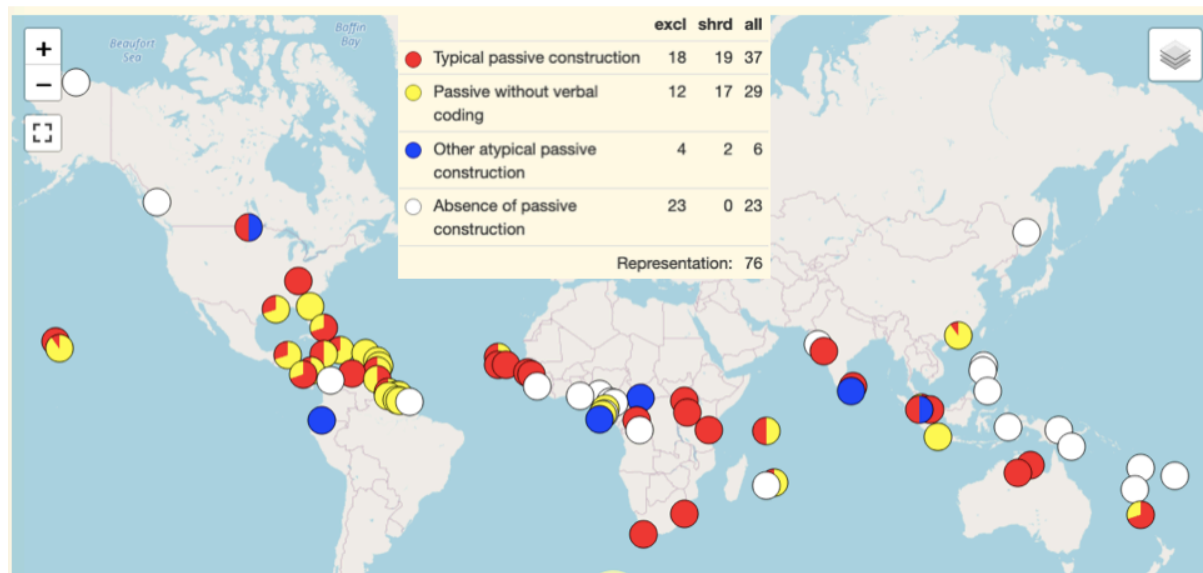 Baffin
Bay
Beaufort
Sea
+
−
excl shrd all
Typical passive construction 18 19 37
Passive without verbal 12 17 29
coding
Other atypical passive 4 2 6
construction
Absence of passive 23 0 23
construction
Representation: 76